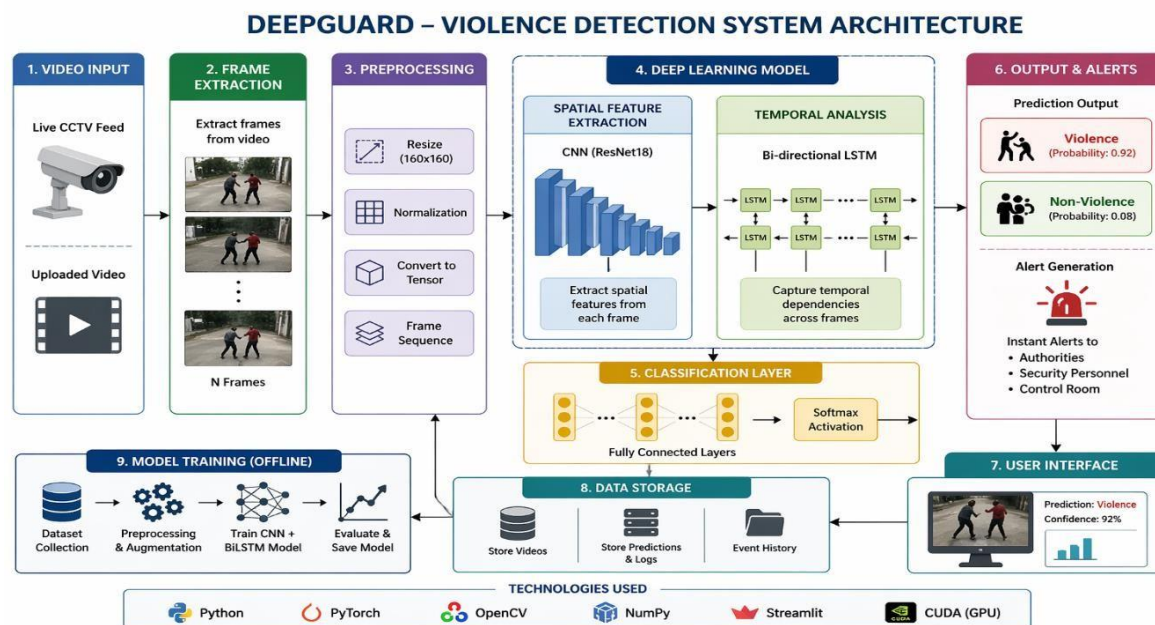 DEEPGUARD – VIOLENCE DETECTION SYSTEM ARCHITECTURE
1. VIDEO INPUT
Live CCTV Feed
Uploaded Video
2. FRAME
EXTRACTION
Extract frames
from video
N Frames
3. PREPROCESSING
Resize
(160x160)
Normalization
Convert to
Tensor
Frame
Sequence
4. DEEP LEARNING MODEL
SPATIAL FEATURE
EXTRACTION
CNN (ResNet18)
Extract spatial
features from
each frame
TEMPORAL ANALYSIS
Bi-directional LSTM
LSTM
LSTM
LSTM
LSTM
LSTM
LSTM
Capture temporal
dependencies
across frames
5. CLASSIFICATION LAYER
Softmax
Activation
Fully Connected Layers
6. OUTPUT & ALERTS
Prediction Output
Violence
(Probability: 0.92)
Non-Violence
(Probability: 0.08)
Alert Generation
Instant Alerts to
• Authorities
• Security Personnel
• Control Room
7. USER INTERFACE
Prediction: Violence
Confidence: 92%
8. DATA STORAGE
Store Videos
Store Predictions
& Logs
Event History
9. MODEL TRAINING (OFFLINE)
Dataset
Collection
Preprocessing
& Augmentation
Train CNN +
BiLSTM Model
Evaluate &
Save Model
TECHNOLOGIES USED
Python
PyTorch
OpenCV
NumPy
Streamlit
CUDA (GPU)